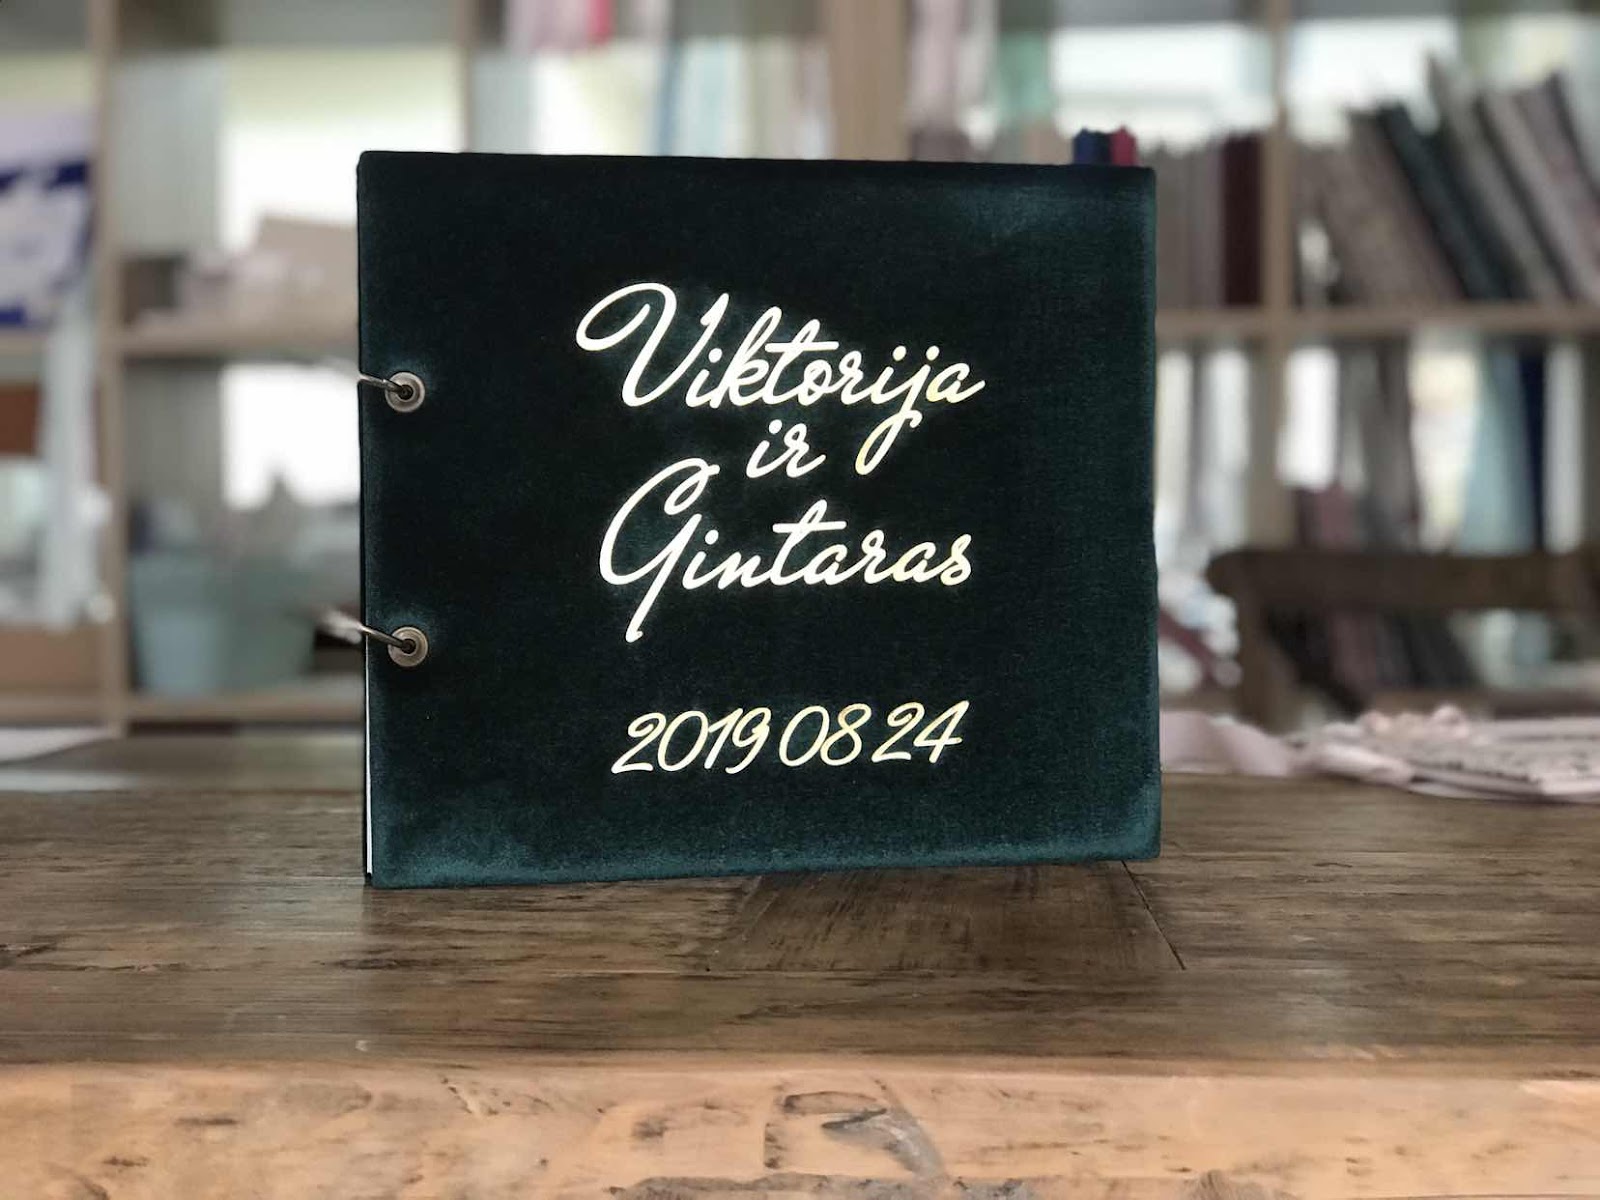 Viktorija
ir
Gintaras
2019 08 24